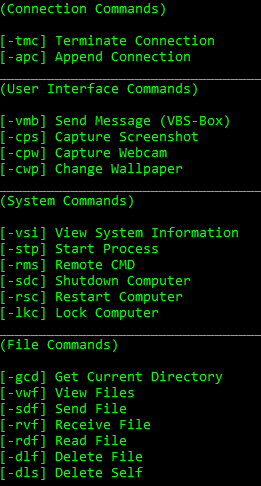 (Connection Commands)
[-tmc] Terminate Connection
[-apc] Append Connection
(User Interface Commands)
[-vmb] Send Message (VBS-Box)
[-cps] Capture Screenshot
[-cpw] Capture Webcam
[-cwp] Change Wallpaper
(System Commands)
[-vsi] View System Information
[-stp] Start Process
[-rms] Remote CMD
[-sdc] Shutdown Computer
[-rsc] Restart Computer
[-lkc] Lock Computer
(File Commands)
[-gcd] Get Current Directory
[-vwf] View Files
[-sdf] Send File
[-rvf] Receive File
[-rdf] Read File
[-dlf] Delete File
[-dls] Delete Self